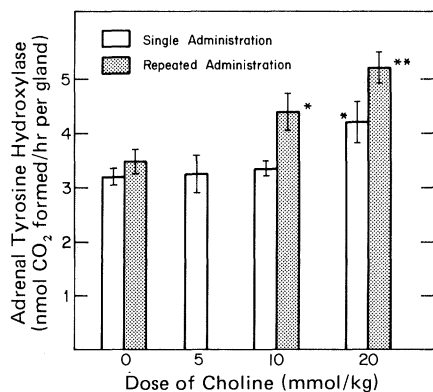 Single Administration
Repeated Administration
Adrenal Tyrosine Hydroxylase
(nmol CO₂ formed/hr per gland)
5
4
3
2
1
*
*
**
0 5 10 20
Dose of Choline (mmol/kg)